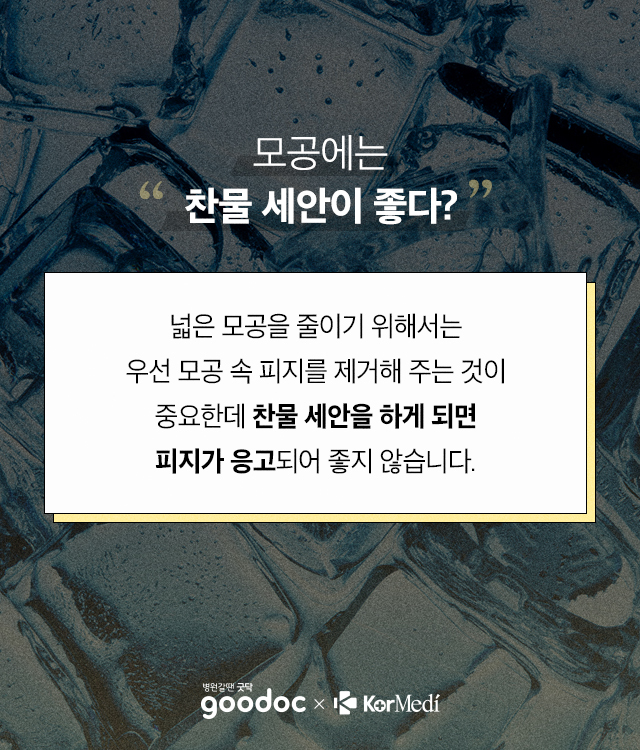 모공에는
“ 찬물 세안이 좋다? ”
넓은 모공을 줄이기 위해서는
우선 모공 속 피지를 제거해 주는 것이
중요한데 찬물 세안을 하게 되면
피지가 응고되어 좋지 않습니다.
병원갈땐 굿닥
goodoc × KorMedi